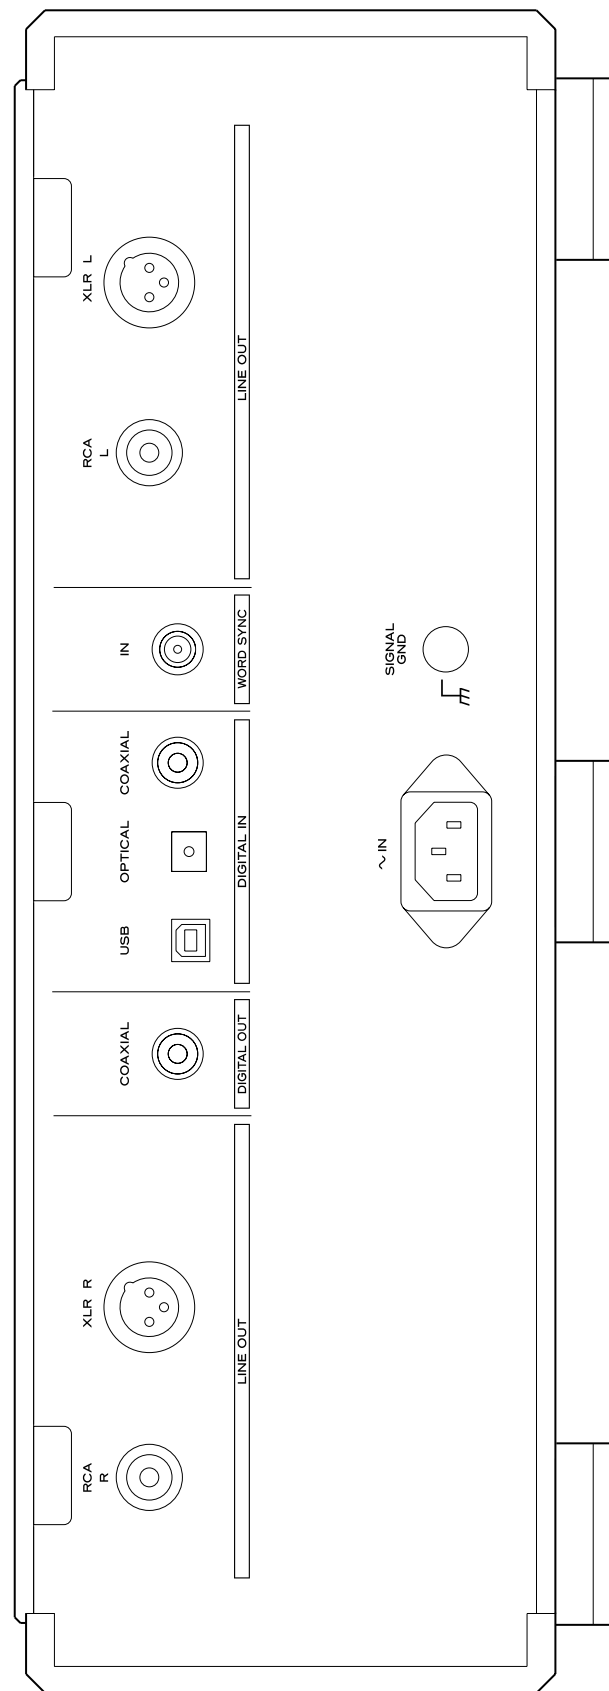 RCA
R
XLR R
COAXIAL
USB
OPTICAL
COAXIAL
IN
RCA
L
XLR L
LINE OUT
DIGITAL OUT
DIGITAL IN
WORD SYNC
LINE OUT
~IN
SIGNAL
GND